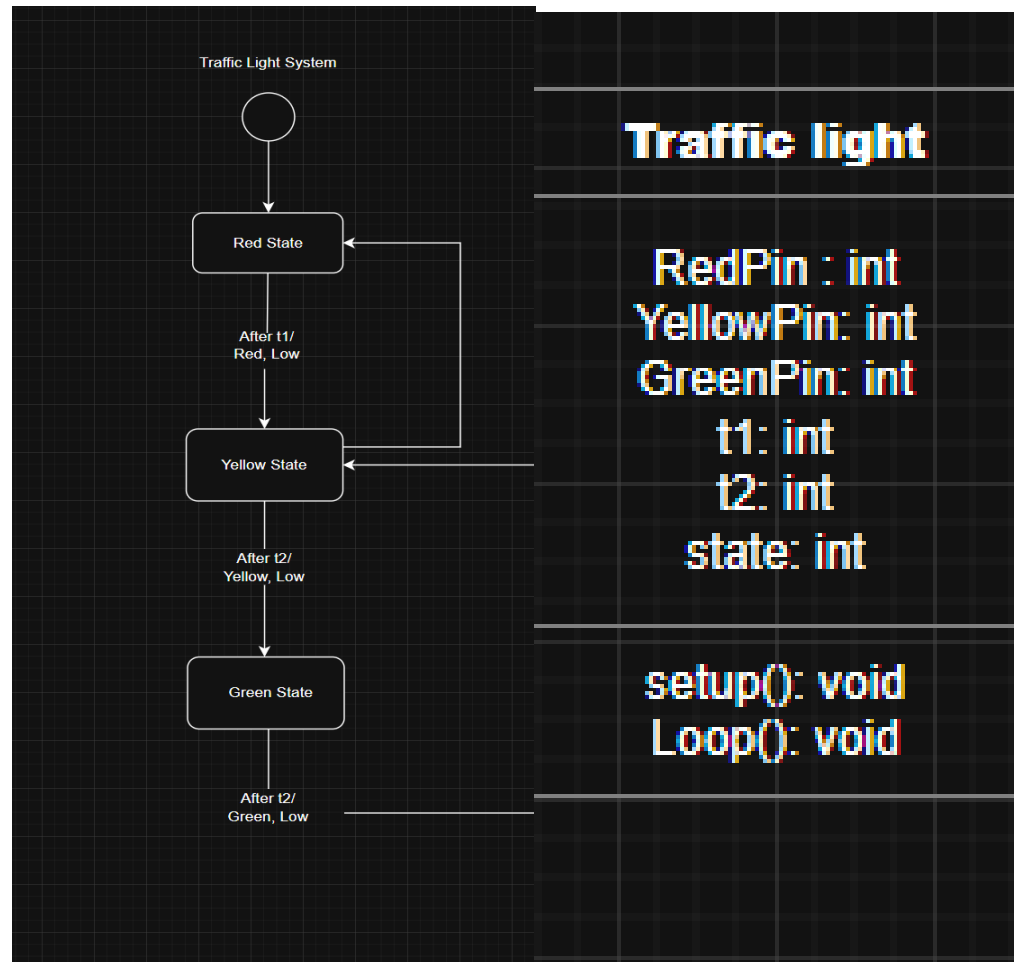 Traffic Light System
Red State
After t1/
Red, Low
Yellow State
After t2/
Yellow, Low
Green State
After t2/
Green, Low
Traffic light
RedPin : int
YellowPin: int
GreenPin: int
t1: int
t2: int
state: int
setup(): void
Loop(): void